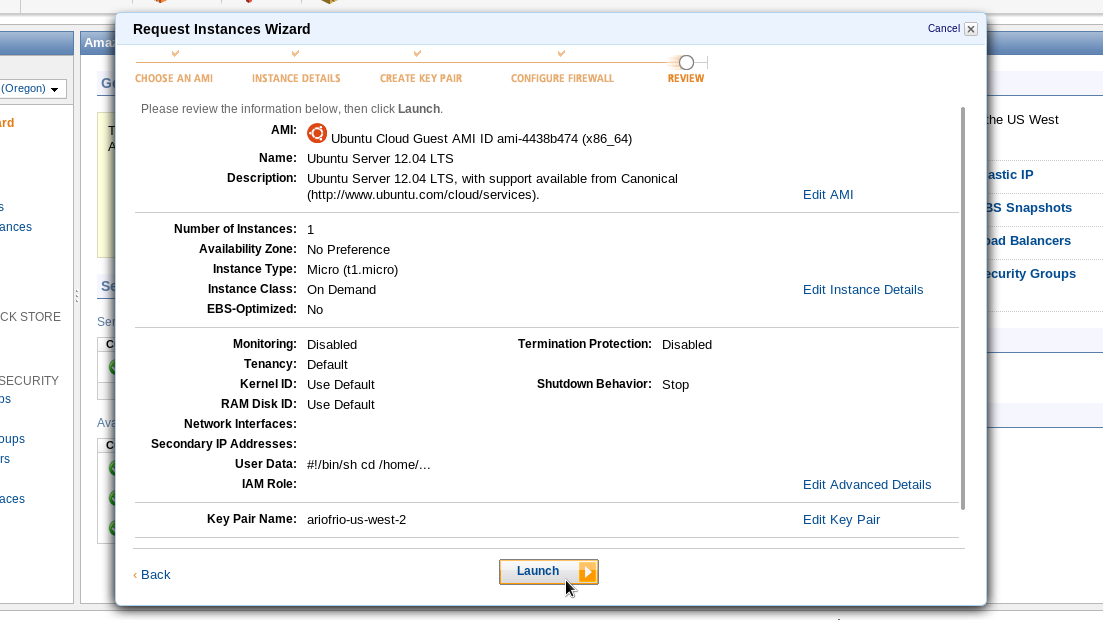 Request Instances Wizard
Cancel
CHOOSE AN AMI
INSTANCE DETAILS
CREATE KEY PAIR
CONFIGURE FIREWALL
REVIEW
Please review the information below, then click Launch.
AMI: Ubuntu Cloud Guest AMI ID ami-4438b474 (x86_64)
Name: Ubuntu Server 12.04 LTS
Description: Ubuntu Server 12.04 LTS, with support available from Canonical
(http://www.ubuntu.com/cloud/services). Edit AMI
Number of Instances: 1
Availability Zone: No Preference
Instance Type: Micro (t1.micro)
Instance Class: On Demand Edit Instance Details
EBS-Optimized: No
Monitoring: Disabled Termination Protection: Disabled
Tenancy: Default
Kernel ID: Use Default Shutdown Behavior: Stop
RAM Disk ID: Use Default
Network Interfaces:
Secondary IP Addresses:
User Data: #!/bin/sh cd /home/...
IAM Role: Edit Advanced Details
Key Pair Name: ariofrio-us-west-2 Edit Key Pair
‹ Back
Launch
Amaz
(Oregon)
ard
s
ances
CK STORE
SECURITY
ps
oups
rs
aces
Ge
Se
Ser
Ava
the US West
astic IP
BS Snapshots
oad Balancers
ecurity Groups